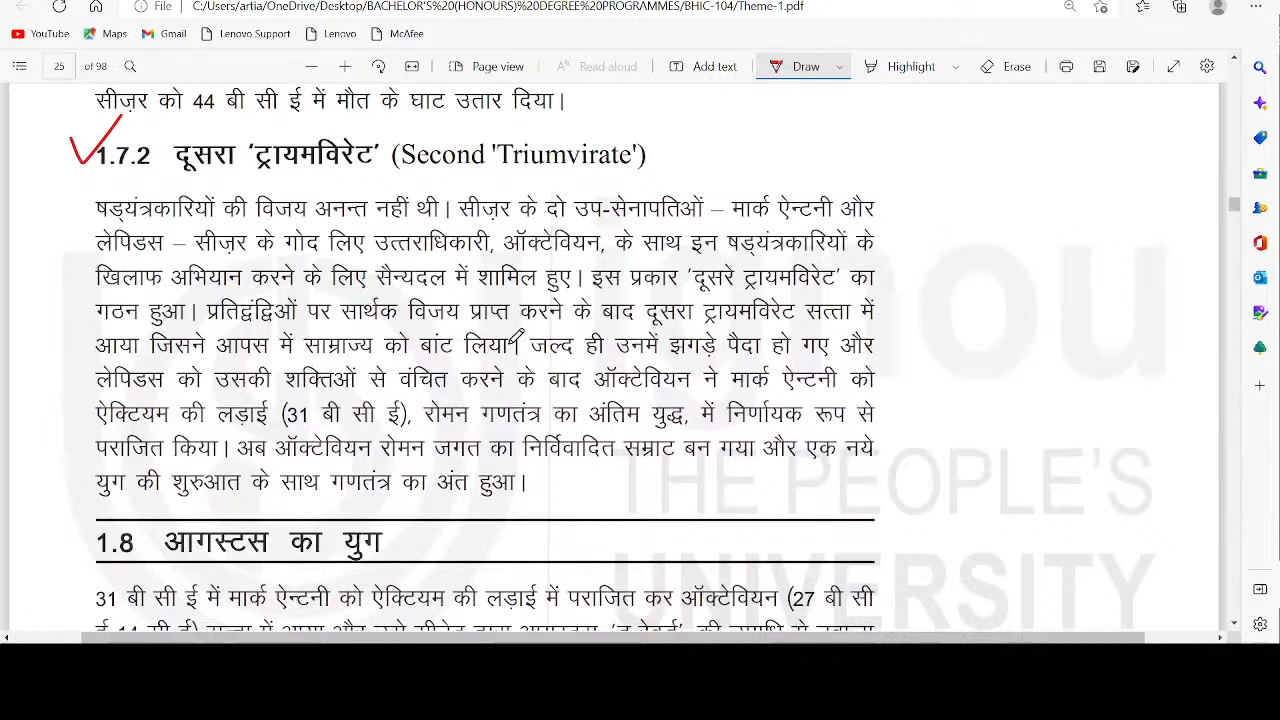 File
C:/Users/artia/OneDrive/Desktop/BACHELOR'S%20(HONOURS)%20DEGREE%20PROGRAMMES/BHIC-104/Theme-1.pdf
YouTube Maps Gmail Lenovo Support Lenovo McAfee
25 of 98 Page view Read aloud Add text Draw Highlight Erase
सीज़र को 44 बी सी ई में मौत के घाट उतार दिया।
1.7.2 दूसरा ‘ट्रायमविरेट’ (Second 'Triumvirate')
षड्यंत्रकारियों की विजय अनन्त नहीं थी। सीज़र के दो उप-सेनापतिओं – मार्क ऐन्टनी और
लेपिडस – सीज़र के गोद लिए उत्तराधिकारी, ऑक्टेवियन, के साथ इन षड्यंत्रकारियों के
खिलाफ अभियान करने के लिए सैन्यदल में शामिल हुए। इस प्रकार ‘दूसरे ट्रायमविरेट’ का
गठन हुआ। प्रतिद्वंद्विओं पर सार्थक विजय प्राप्त करने के बाद दूसरा ट्रायमविरेट सत्ता में
आया जिसने आपस में साम्राज्य को बांट लिया। जल्द ही उनमें झगड़े पैदा हो गए और
लेपिडस को उसकी शक्तिओं से वंचित करने के बाद ऑक्टेवियन ने मार्क ऐन्टनी को
ऐक्टियम की लड़ाई (31 बी सी ई), रोमन गणतंत्र का अंतिम युद्ध, में निर्णायक रूप से
पराजित किया। अब ऑक्टेवियन रोमन जगत का निर्विवादित सम्राट बन गया और एक नये
युग की शुरुआत के साथ गणतंत्र का अंत हुआ।
1.8 आगस्टस का युग
31 बी सी ई में मार्क ऐन्टनी को ऐक्टियम की लड़ाई में पराजित कर ऑक्टेवियन (27 बी सी
ignou
THE PEOPLE'S
UNIVERSITY